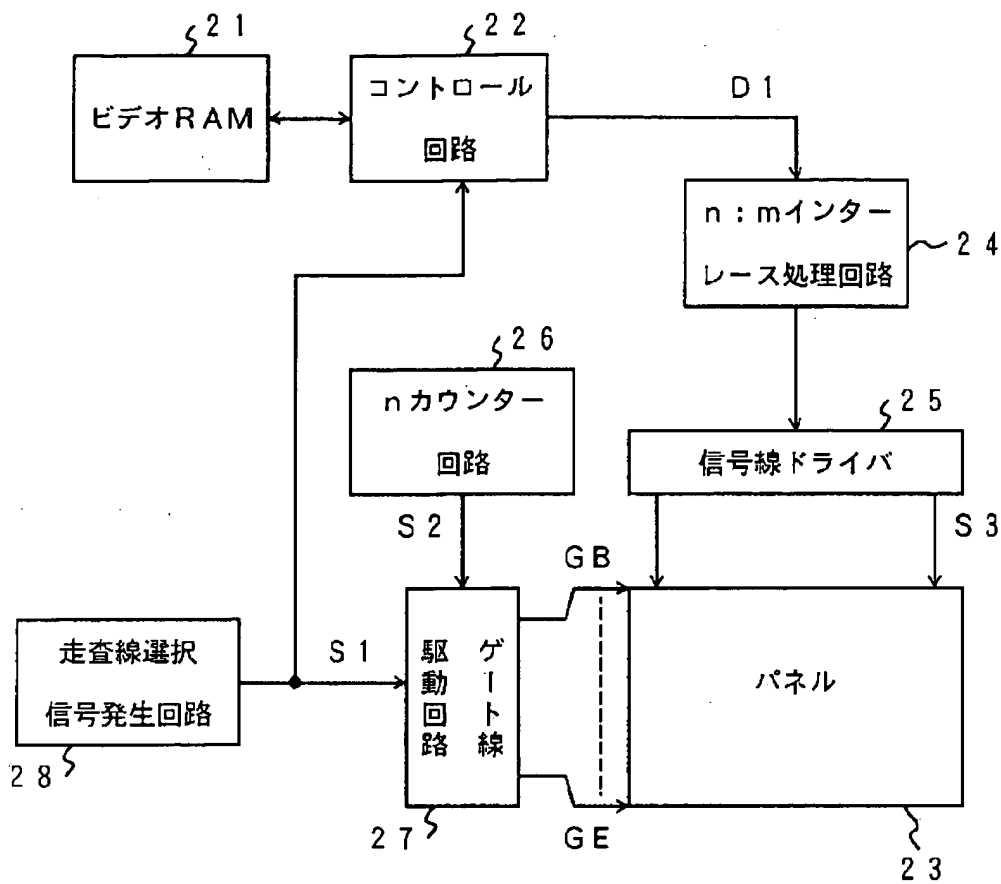 21
22
ビデオRAM
コントロール
回路
D1
n:mインター
レース処理回路
24
26
nカウンター
回路
25
信号線ドライバ
S2
S3
GB
走査線選択
信号発生回路
28
S1
ゲート線
駆動回路
27
GE
パネル
23